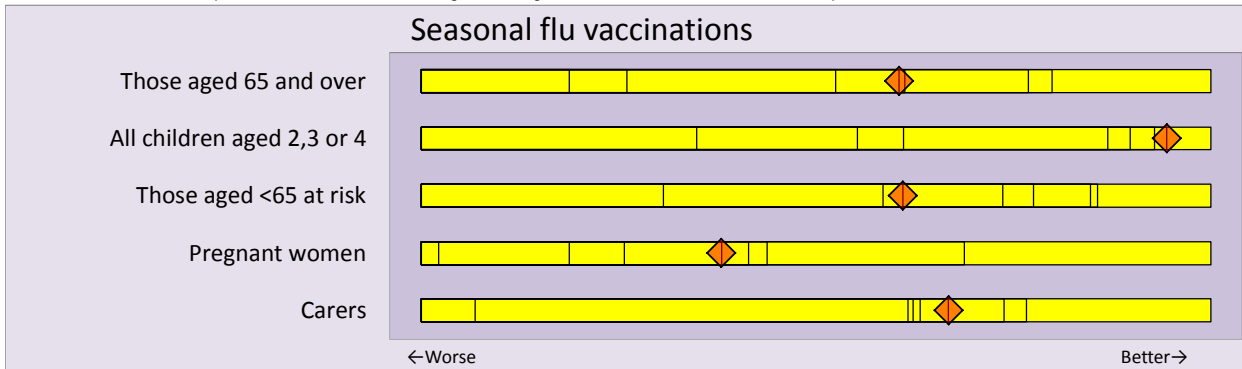 Seasonal flu vaccinations
Those aged 65 and over
All children aged 2,3 or 4
Those aged <65 at risk
Pregnant women
Carers
←Worse Better→